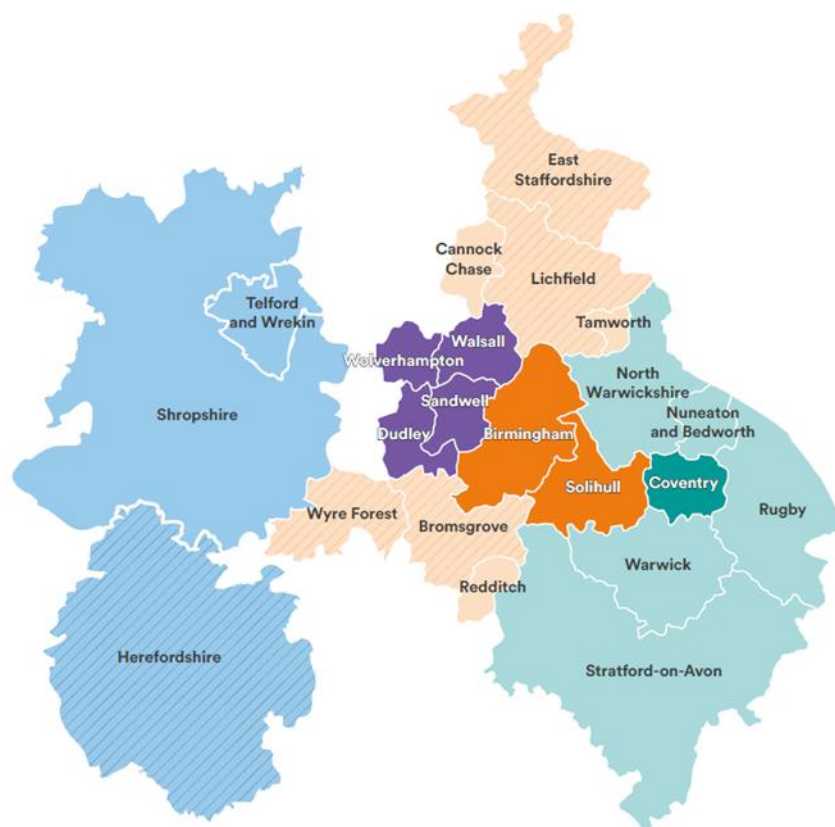 East
Staffordshire
Cannock
Chase
Lichfield
Telford
and Wrekin
Tamworth
Walsall
Wolverhampton
North
Warwickshire
Sandwell
Shropshire
Nuneaton
and Bedworth
Dudley
Birmingham
Coventry
Solihull
Rugby
Wyre Forest
Bromsgrove
Warwick
Redditch
Herefordshire
Stratford-on-Avon